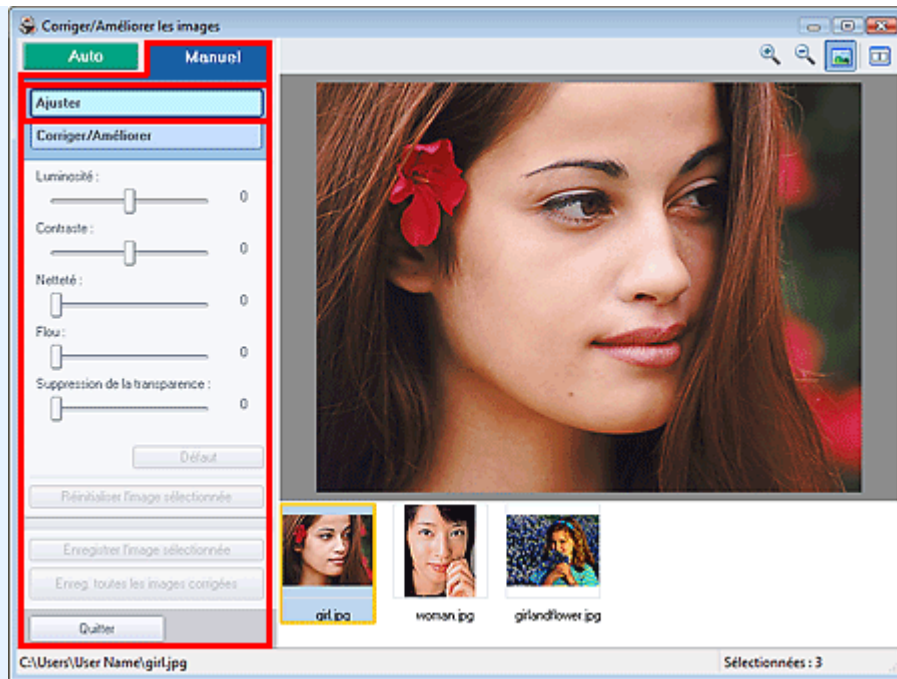 Corriger/Améliorer les images
Auto
Manuel
Ajuster
Corriger/Améliorer
Luminosité :
0
Contraste :
0
Netteté :
0
Flou :
0
Suppression de la transparence :
0
Défaut
Réinitialiser l'image sélectionnée
Enregistrer l'image sélectionnée
Enreg. toutes les images corrigées
Quitter
girl.jpg
woman.jpg
girlandflower.jpg
C:\Users\User Name\girl.jpg
Sélectionnées : 3